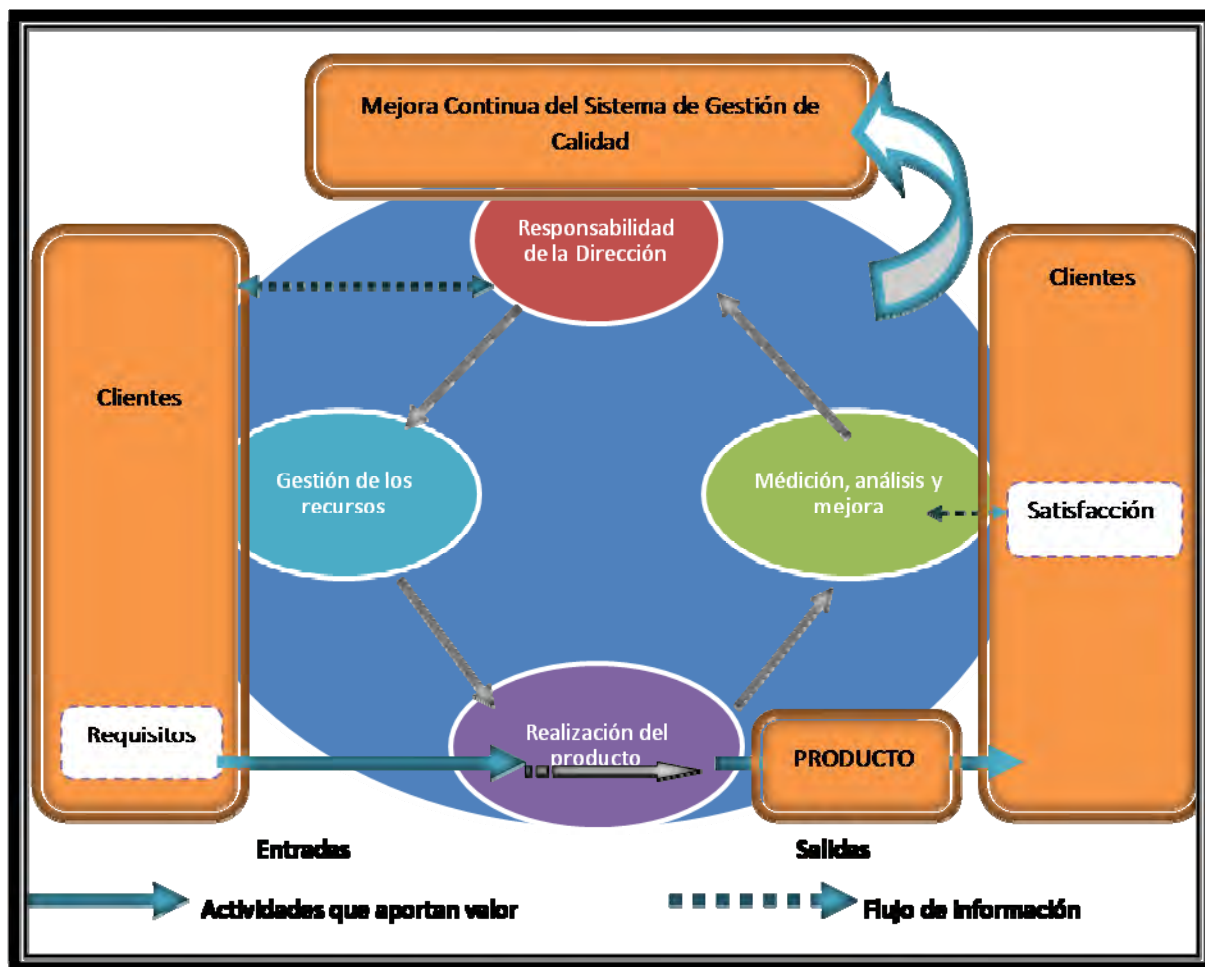 Mejora Continua del Sistema de Gestión de
Calidad
Responsabilidad
de la Dirección
Clientes
Clientes
Gestión de los
recursos
Médición, análisis y
mejora
Satisfacción
Requisitos
Realización del
producto
PRODUCTO
Entradas
Salidas
Actividades que aportan valor
Flujo de información